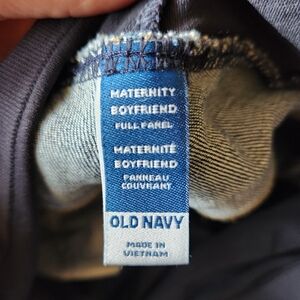 MATERNITY
BOYFRIEND
FULL PANEL
MATERNITÉ
BOYFRIEND
PANNEAU
COUVRANT
OLD NAVY
MADE IN
VIETNAM